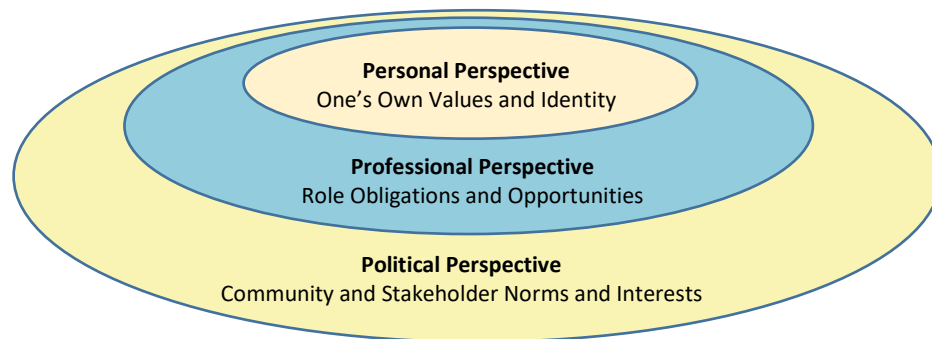 Personal Perspective
One’s Own Values and Identity
Professional Perspective
Role Obligations and Opportunities
Political Perspective
Community and Stakeholder Norms and Interests